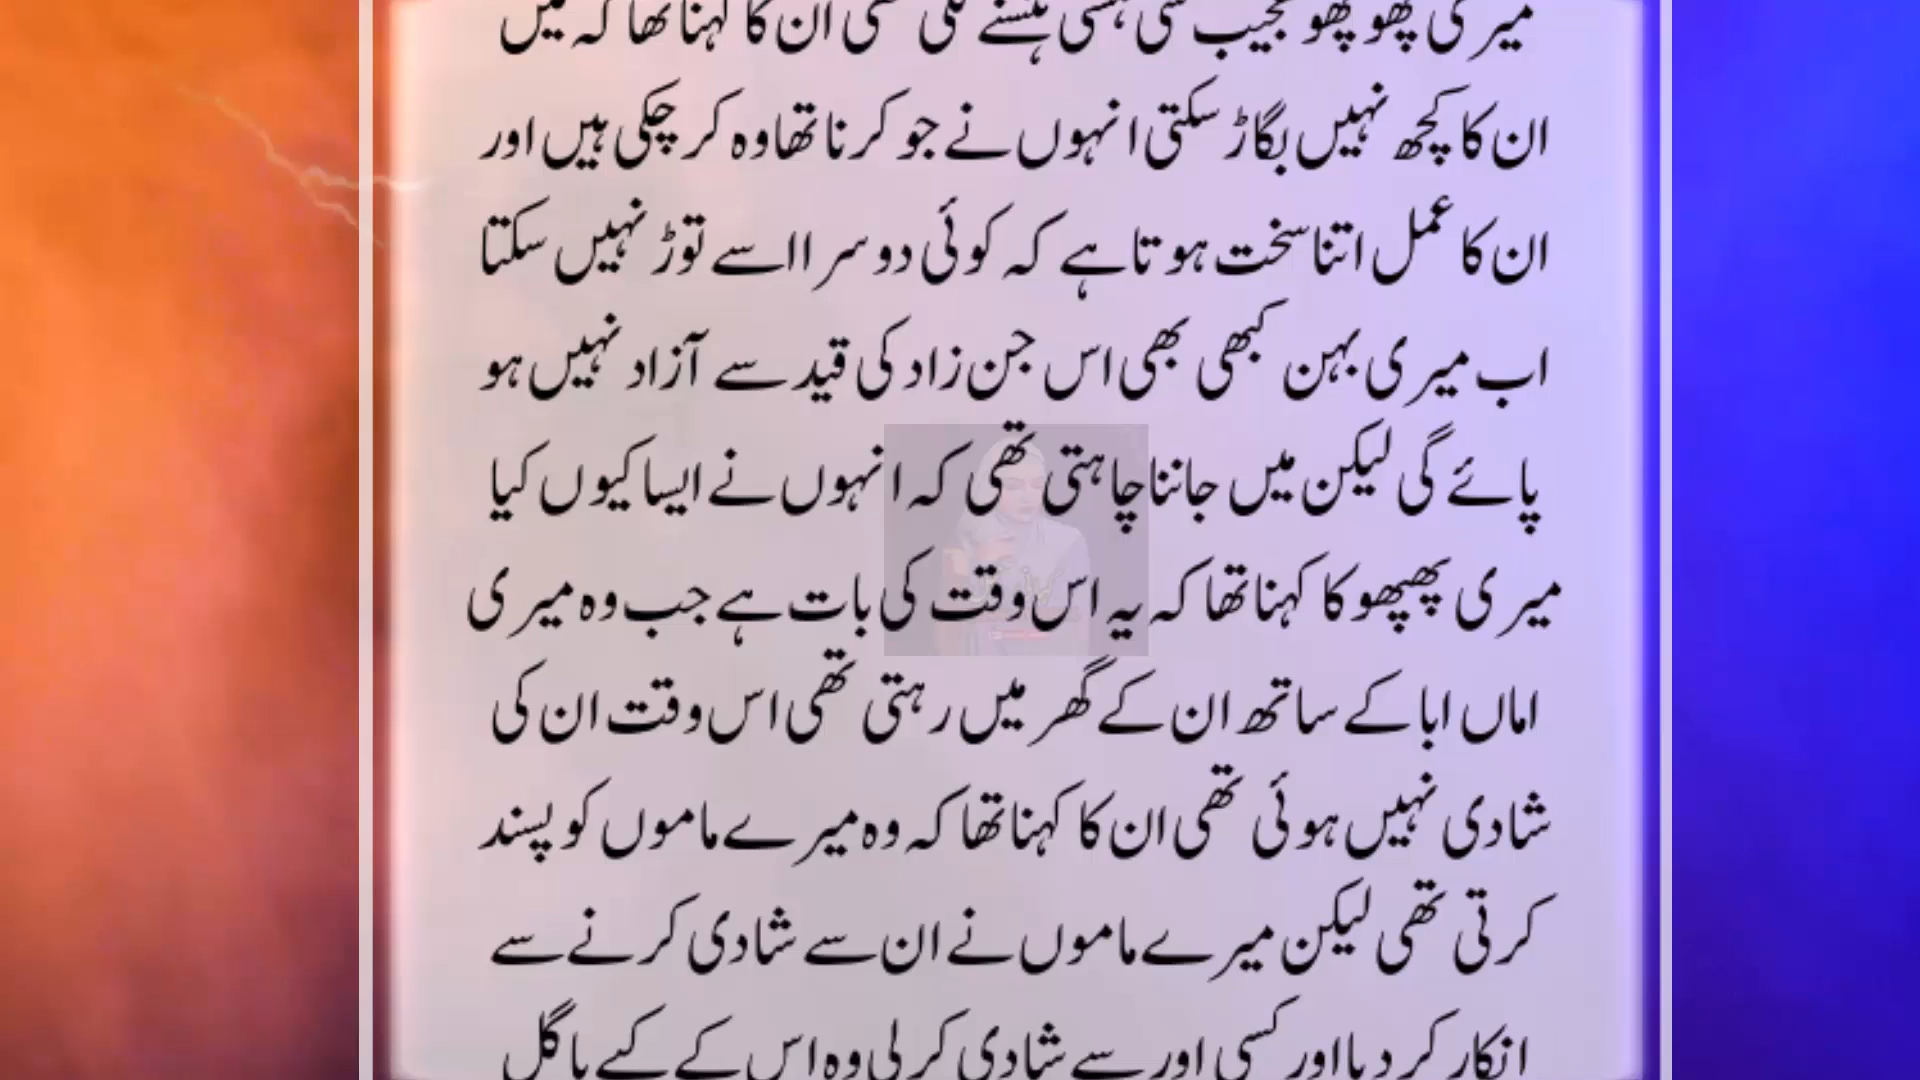 میری پھوپھو عجیب سی ہنسی ہنسنے لگی تھی ان کا کہنا تھا کہ میں
ان کا کچھ نہیں بگاڑ سکتی انہوں نے جو کرنا تھا وہ کر چکی ہیں اور
ان کا عمل اتنا سخت ہوتا ہے کہ کوئی دوسرا ااسے توڑ نہیں سکتا
اب میری بہن کبھی بھی اس جن زاد کی قید سے آزاد نہیں ہو
پائے گی لیکن میں جاننا چاہتی تھی کہ انہوں نے ایسا کیوں کیا
میری پھپھو کا کہنا تھا کہ یہ اس وقت کی بات ہے جب وہ میری
اماں ابا کے ساتھ ان کے گھر میں رہتی تھی اس وقت ان کی
شادی نہیں ہوئی تھی ان کا کہنا تھا کہ وہ میرے ماموں کو پسند
کرتی تھی لیکن میرے ماموں نے ان سے شادی کرنے سے
انکار کر دیا اور کسی اور سے شادی کر لی وہ اس کے کیے پاگل